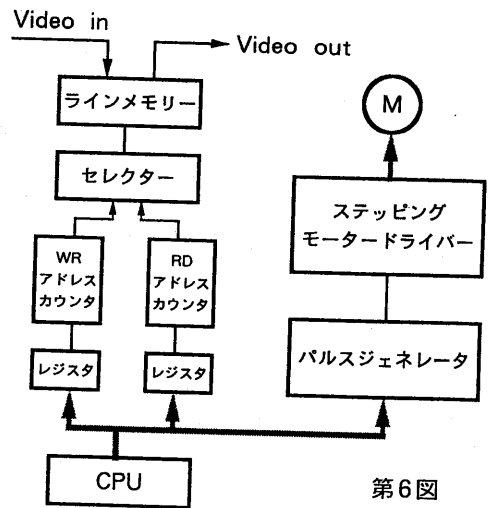 Video in
Video out
ラインメモリー
M
セレクター
ステッピング
モータードライバー
WR
アドレス
カウンタ
RD
アドレス
カウンタ
パルスジェネレータ
レジスタ
レジスタ
CPU
第6図